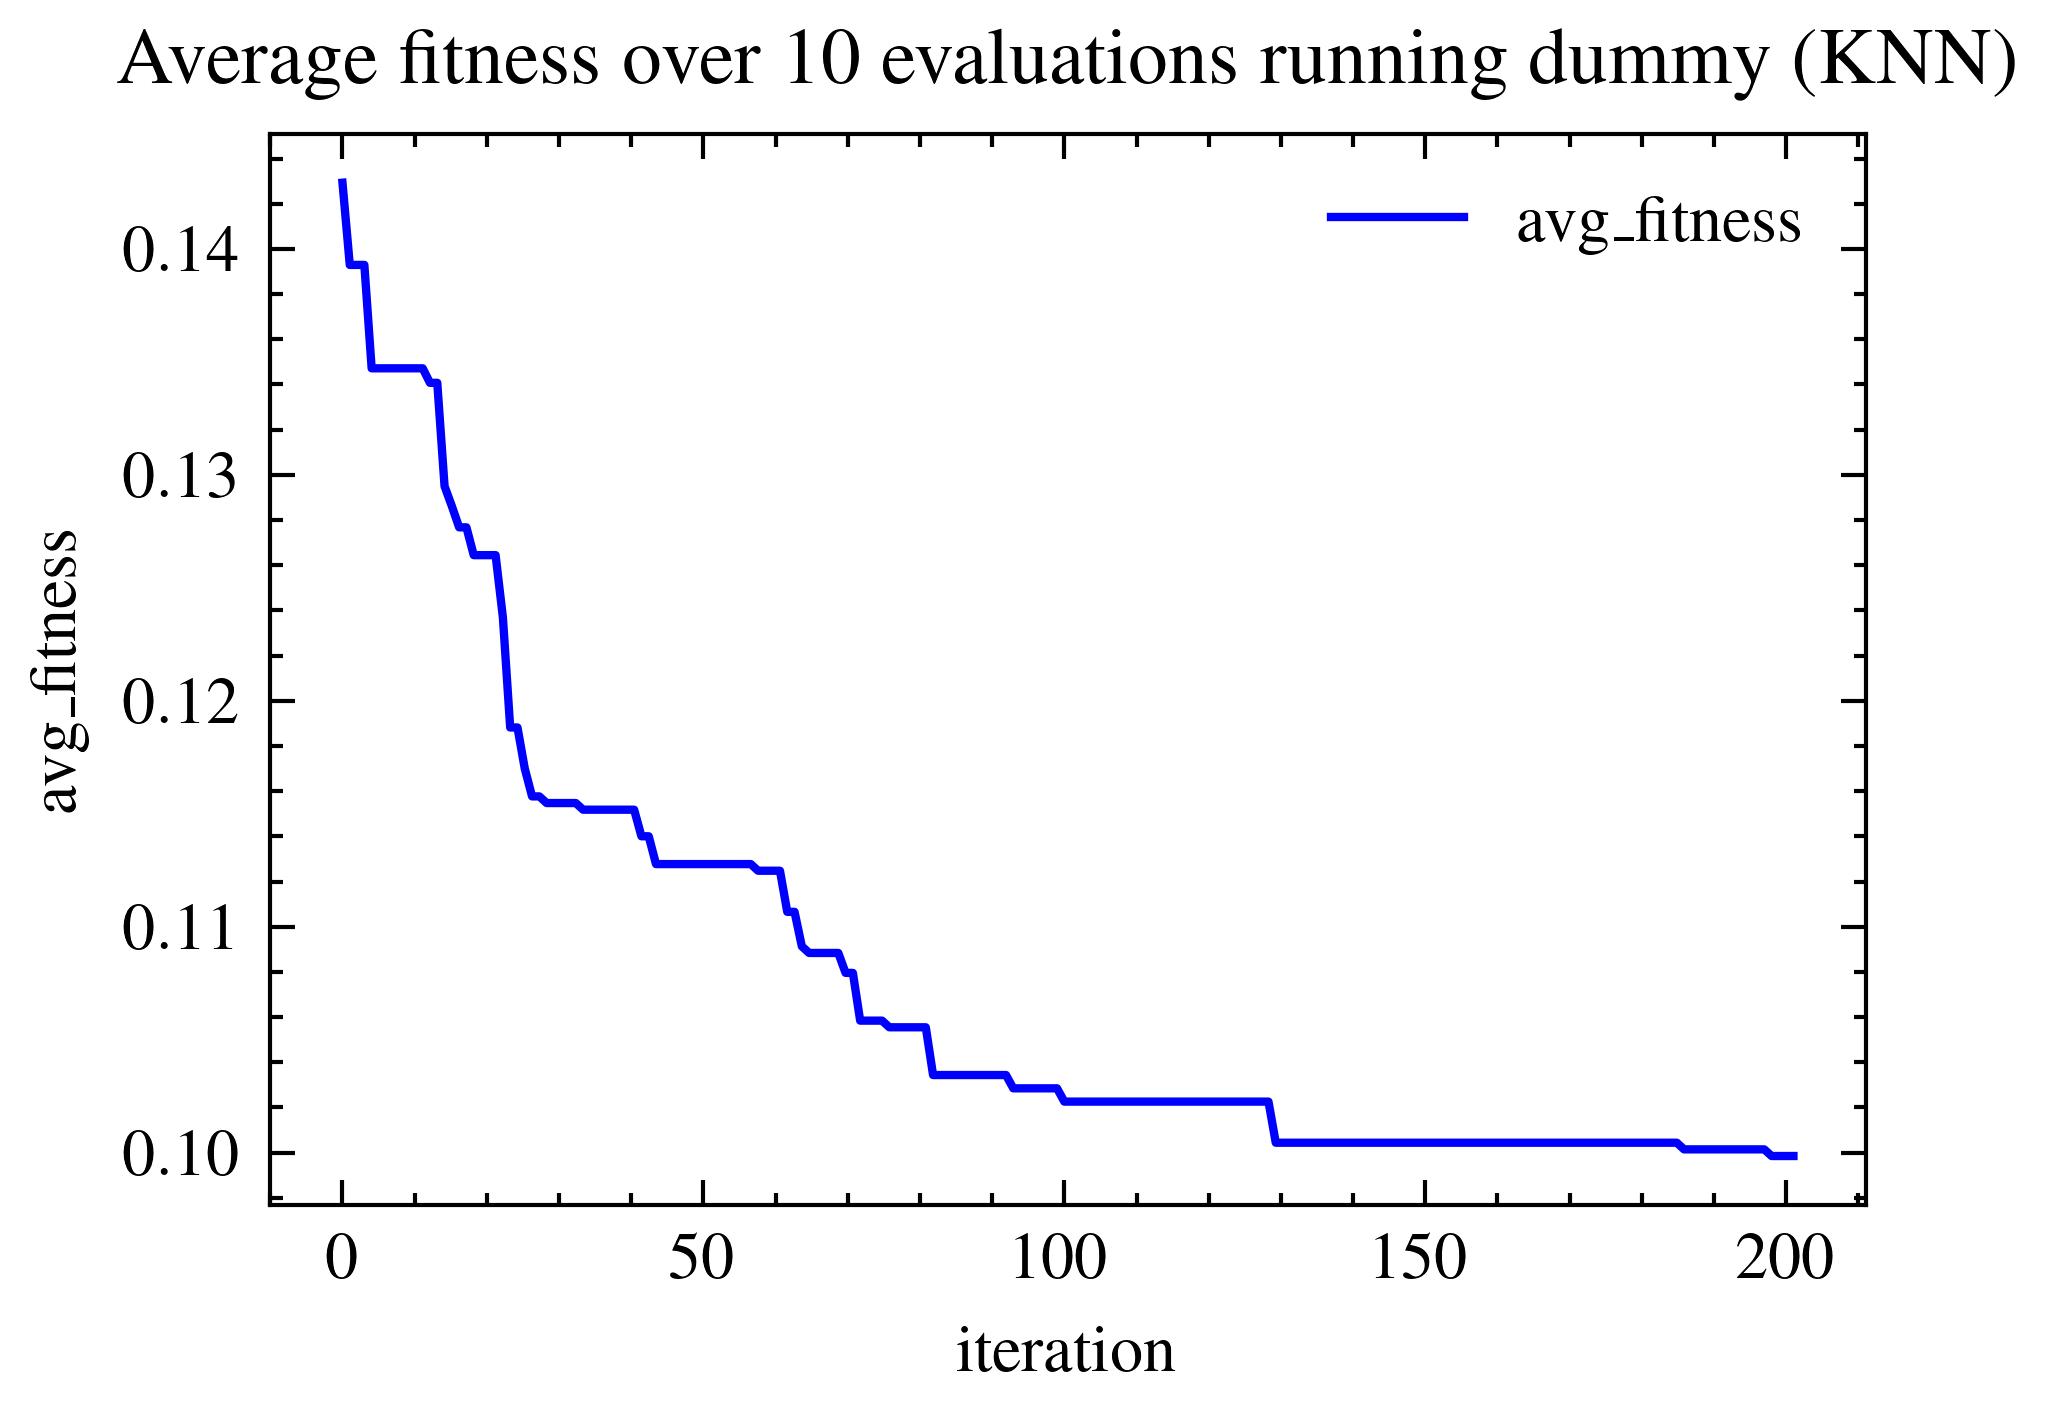 Average fitness over 10 evaluations running dummy (KNN)
avg_fitness
0.14
0.13
0.12
0.11
0.10
avg_fitness
0 50 100 150 200
iteration